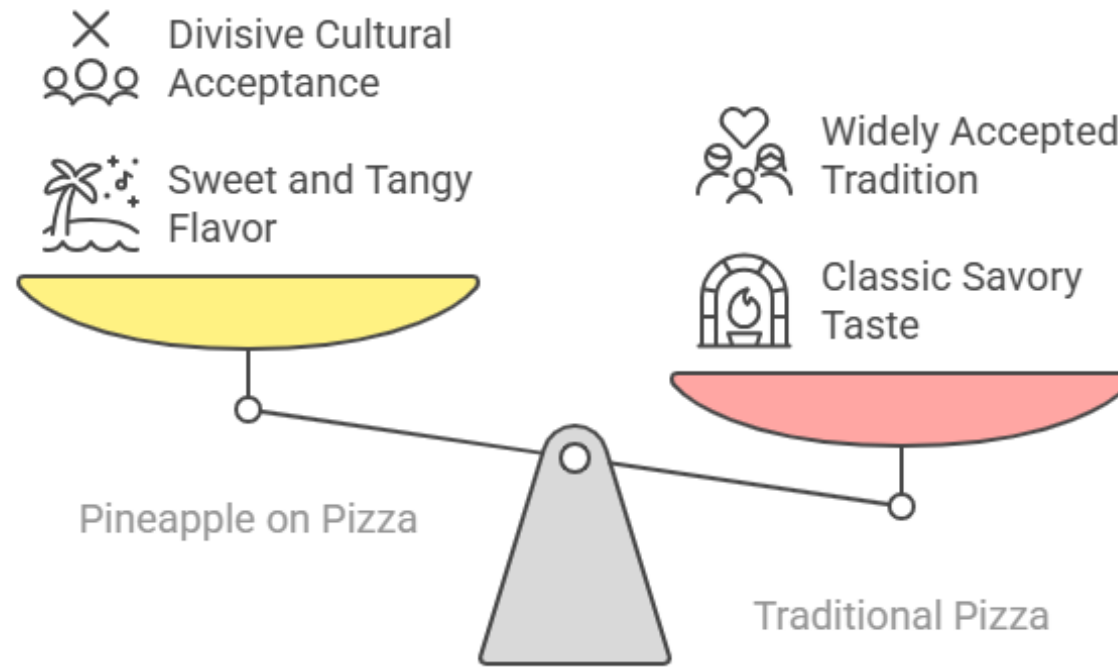 Divisive Cultural
Acceptance
Sweet and Tangy
Flavor
Widely Accepted
Tradition
Classic Savory
Taste
Pineapple on Pizza
Traditional Pizza